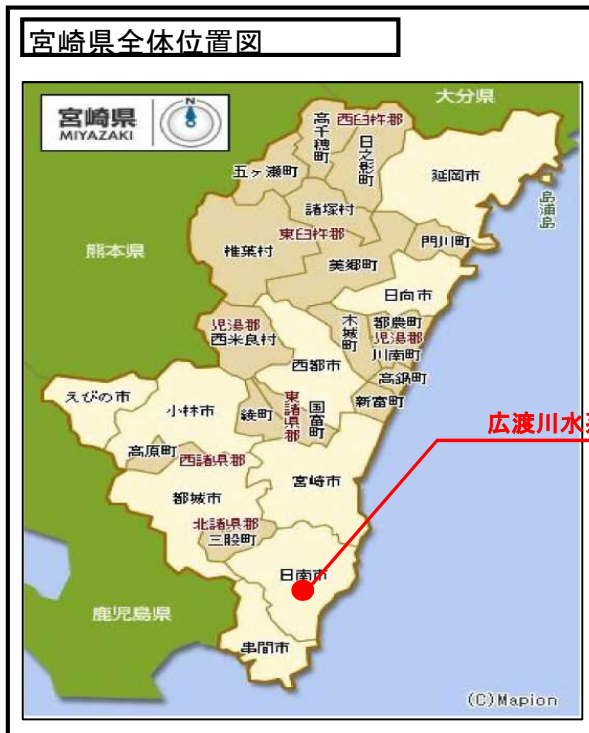 宮崎県全体位置図
宮崎県
MIYAZAKI
N
大分県
西臼杵郡
高千穂町
日之影町
五ヶ瀬町
延岡市
島浦島
諸塚村
東臼杵郡
門川町
熊本県
椎葉村
美郷町
日向市
児湯郡
西米良村
木城町
都農町
児湯郡
川南町
西都市
高鍋町
えびの市
小林市
綾町
東諸県郡
国富町
新富町
広渡川水
高原町
西諸県郡
宮崎市
都城市
北諸県郡
三股町
日南市
鹿児島県
串間市
(C)Mapion